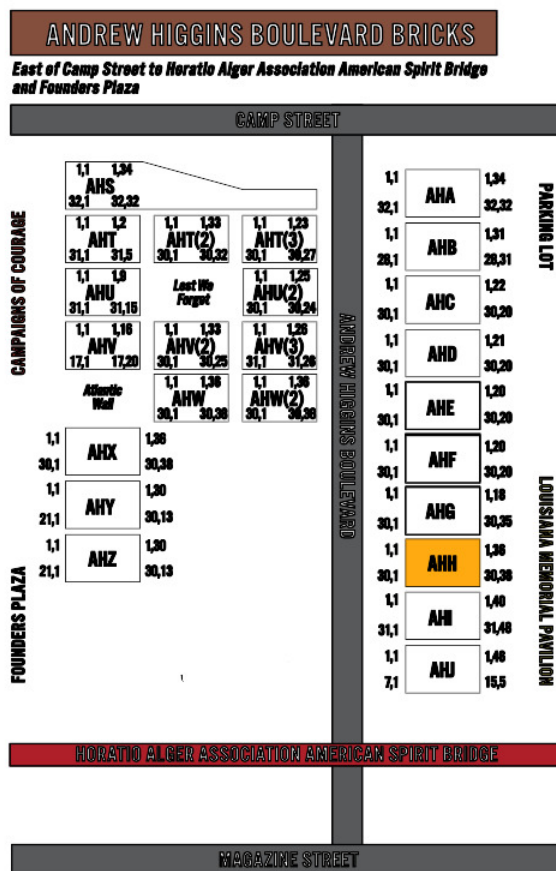 ANDREW HIGGINS BOULEVARD BRICKS
East of Camp Street to Horatio Alger Association American Spirit Bridge
and Founders Plaza
CAMP STREET
CAMPAIGNS OF COURAGE
FOUNDERS PLAZA
1,1 1,34
AHS
32,1 32,32
1,1 1,2 1,1 1,33 1,1 1,23
AHT AHT(2) AHT(3)
31,1 31,5 30,1 30,32 30,1 30,27
1,1 1,9 Lest We 1,1 1,25
AHU Forget AHU(2)
31,1 31,15 30,1 30,24
1,1 1,16 1,1 1,33 1,1 1,26
AHV AHV(2) AHV(3)
17,1 17,20 30,1 30,25 31,1 31,26
Atlantic 1,1 1,36 1,1 1,36
Wall AHW AHW(2)
30,1 30,38 30,1 30,38
1,1 1,36
AHX
30,1 30,38
1,1 1,30
AHY
21,1 30,13
1,1 1,30
AHZ
21,1 30,13
ANDREW HIGGINS BOULEVARD
1,1 1,34
AHA
32,1 32,32
1,1 1,31
AHB
28,1 28,31
1,1 1,22
AHC
30,1 30,20
1,1 1,21
AHD
30,1 30,20
1,1 1,20
AHE
30,1 30,20
1,1 1,20
AHF
30,1 30,20
1,1 1,18
AHG
30,1 30,35
1,1 1,36
AHH
30,1 30,38
1,1 1,40
AHI
31,1 31,48
1,1 1,48
AHJ
7,1 15,5
PARKING LOT
LOUISIANA MEMORIAL PAVILION
HORATIO ALGER ASSOCIATION AMERICAN SPIRIT BRIDGE
MAGAZINE STREET